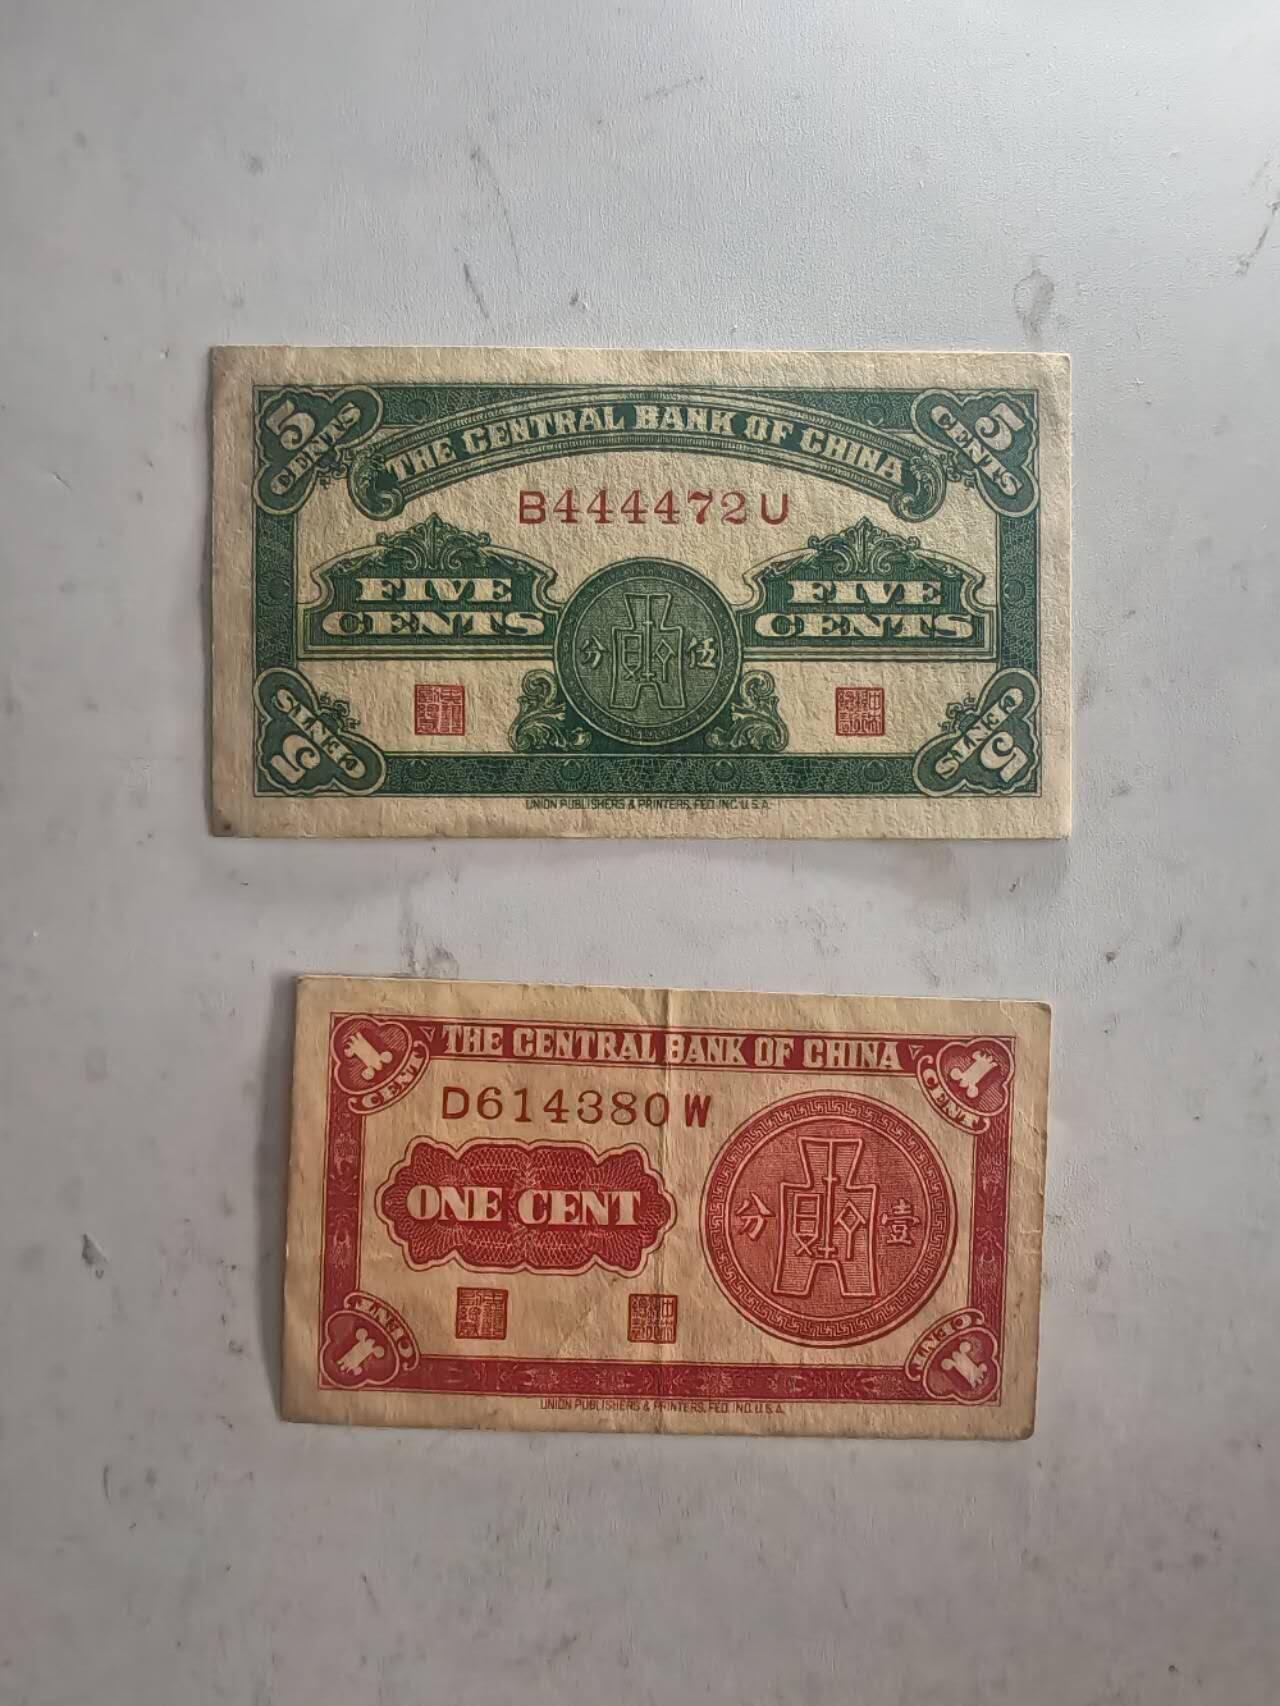 5 CENTS
5 CENTS
THE CENTRAL BANK OF CHINA
B444472U
FIVE CENTS
FIVE CENTS
分 伍
5 CENTS
5 CENTS
UNION PUBLISHERS & PRINTERS, FED. INC. U.S.A.
1 CENT
THE CENTRAL BANK OF CHINA
1 CENT
D614380W
ONE CENT
分 壹
1 CENT
1 CENT
UNION PUBLISHERS & PRINTERS, FED. INC. U.S.A.